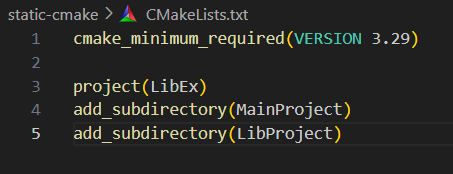 static-cmake > CMakeLists.txt
1 cmake_minimum_required(VERSION 3.29)
2
3 project(LibEx)
4 add_subdirectory(MainProject)
5 add_subdirectory(LibProject)